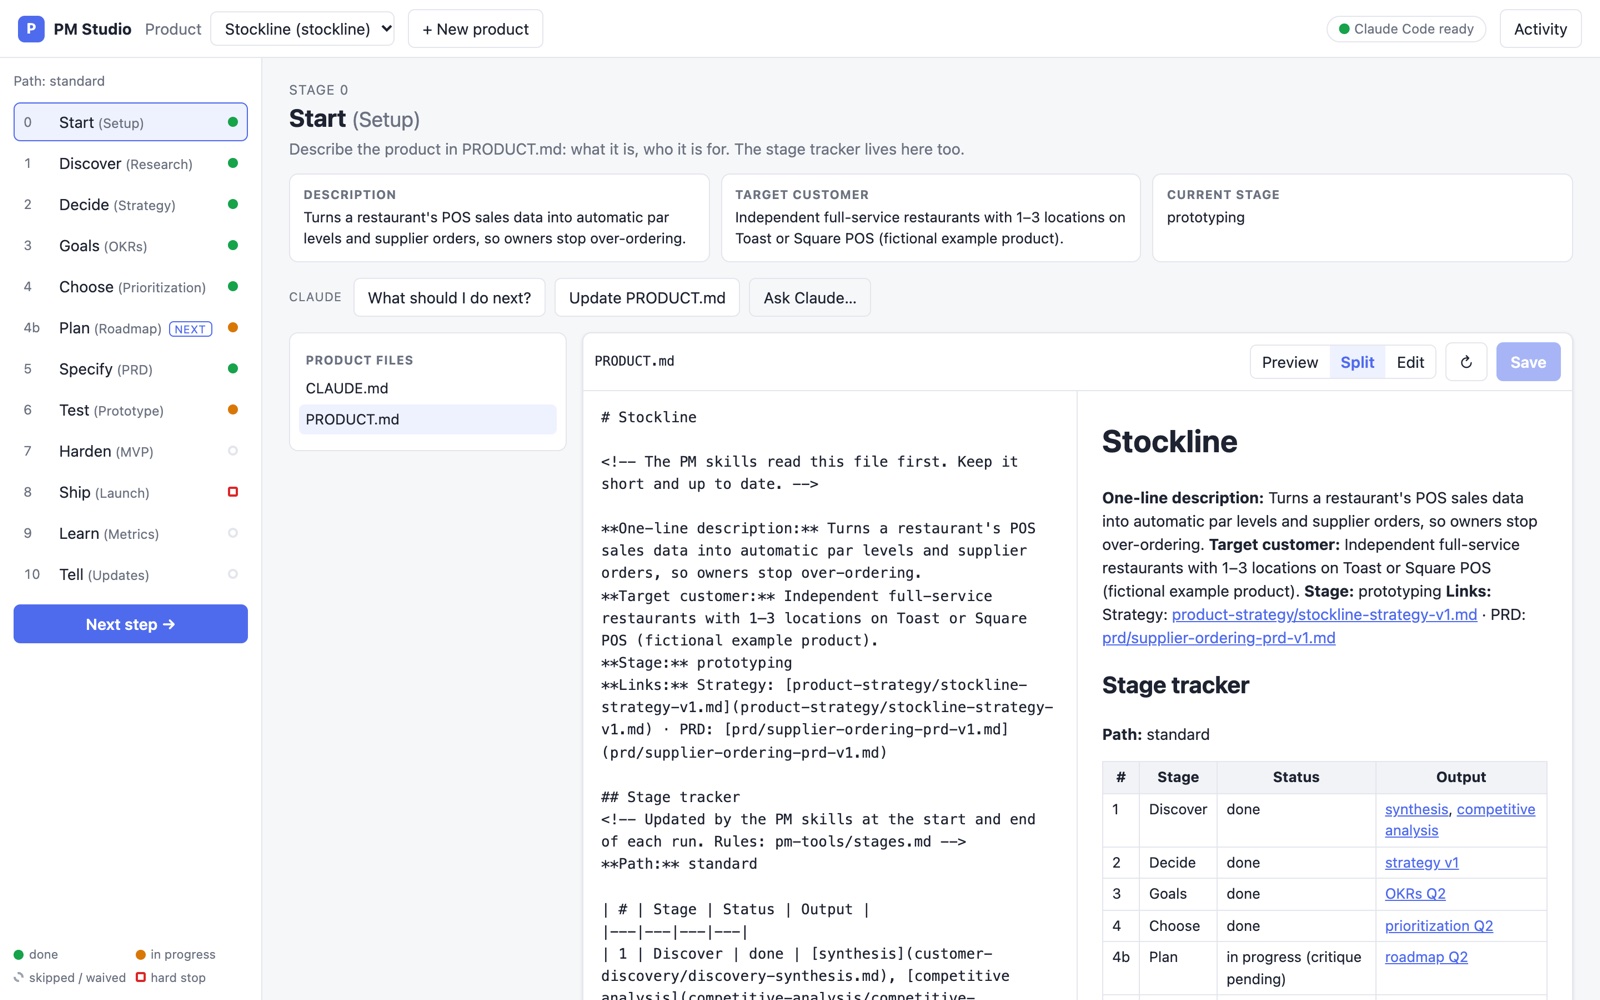 P PM Studio Product Stockline (stockline) + New product Claude Code ready Activity
Path: standard
0 Start (Setup)
1 Discover (Research)
2 Decide (Strategy)
3 Goals (OKRs)
4 Choose (Prioritization)
4b Plan (Roadmap) NEXT
5 Specify (PRD)
6 Test (Prototype)
7 Harden (MVP)
8 Ship (Launch)
9 Learn (Metrics)
10 Tell (Updates)
Next step →
done in progress
skipped / waived hard stop
STAGE 0
Start (Setup)
Describe the product in PRODUCT.md: what it is, who it is for. The stage tracker lives here too.
DESCRIPTION
Turns a restaurant's POS sales data into automatic par
levels and supplier orders, so owners stop over-ordering.
TARGET CUSTOMER
Independent full-service restaurants with 1–3 locations on
Toast or Square POS (fictional example product).
CURRENT STAGE
prototyping
CLAUDE What should I do next? Update PRODUCT.md Ask Claude...
PRODUCT FILES
CLAUDE.md
PRODUCT.md
PRODUCT.md Preview Split Edit ↻ Save
# Stockline
<!-- The PM skills read this file first. Keep it
short and up to date. -->
**One-line description:** Turns a restaurant's POS
sales data into automatic par levels and supplier
orders, so owners stop over-ordering.
**Target customer:** Independent full-service
restaurants with 1–3 locations on Toast or Square
POS (fictional example product).
**Stage:** prototyping
**Links:** Strategy: [product-strategy/stockline-
strategy-v1.md](product-strategy/stockline-strategy-
v1.md) · PRD: [prd/supplier-ordering-prd-v1.md]
(prd/supplier-ordering-prd-v1.md)
## Stage tracker
<!-- Updated by the PM skills at the start and end
of each run. Rules: pm-tools/stages.md -->
**Path:** standard
| # | Stage | Status | Output |
|---|---|---|---|
| 1 | Discover | done | [synthesis](customer-
discovery/discovery-synthesis.md), [competitive
analysis](competitive-analysis/competitive-
Stockline
One-line description: Turns a restaurant's POS sales data
into automatic par levels and supplier orders, so owners stop
over-ordering. Target customer: Independent full-service
restaurants with 1–3 locations on Toast or Square POS
(fictional example product). Stage: prototyping Links:
Strategy: product-strategy/stockline-strategy-v1.md · PRD:
prd/supplier-ordering-prd-v1.md
Stage tracker
Path: standard
# Stage Status Output
1 Discover done synthesis, competitive
analysis
2 Decide done strategy v1
3 Goals done OKRs Q2
4 Choose done prioritization Q2
4b Plan in progress (critique roadmap Q2
pending)